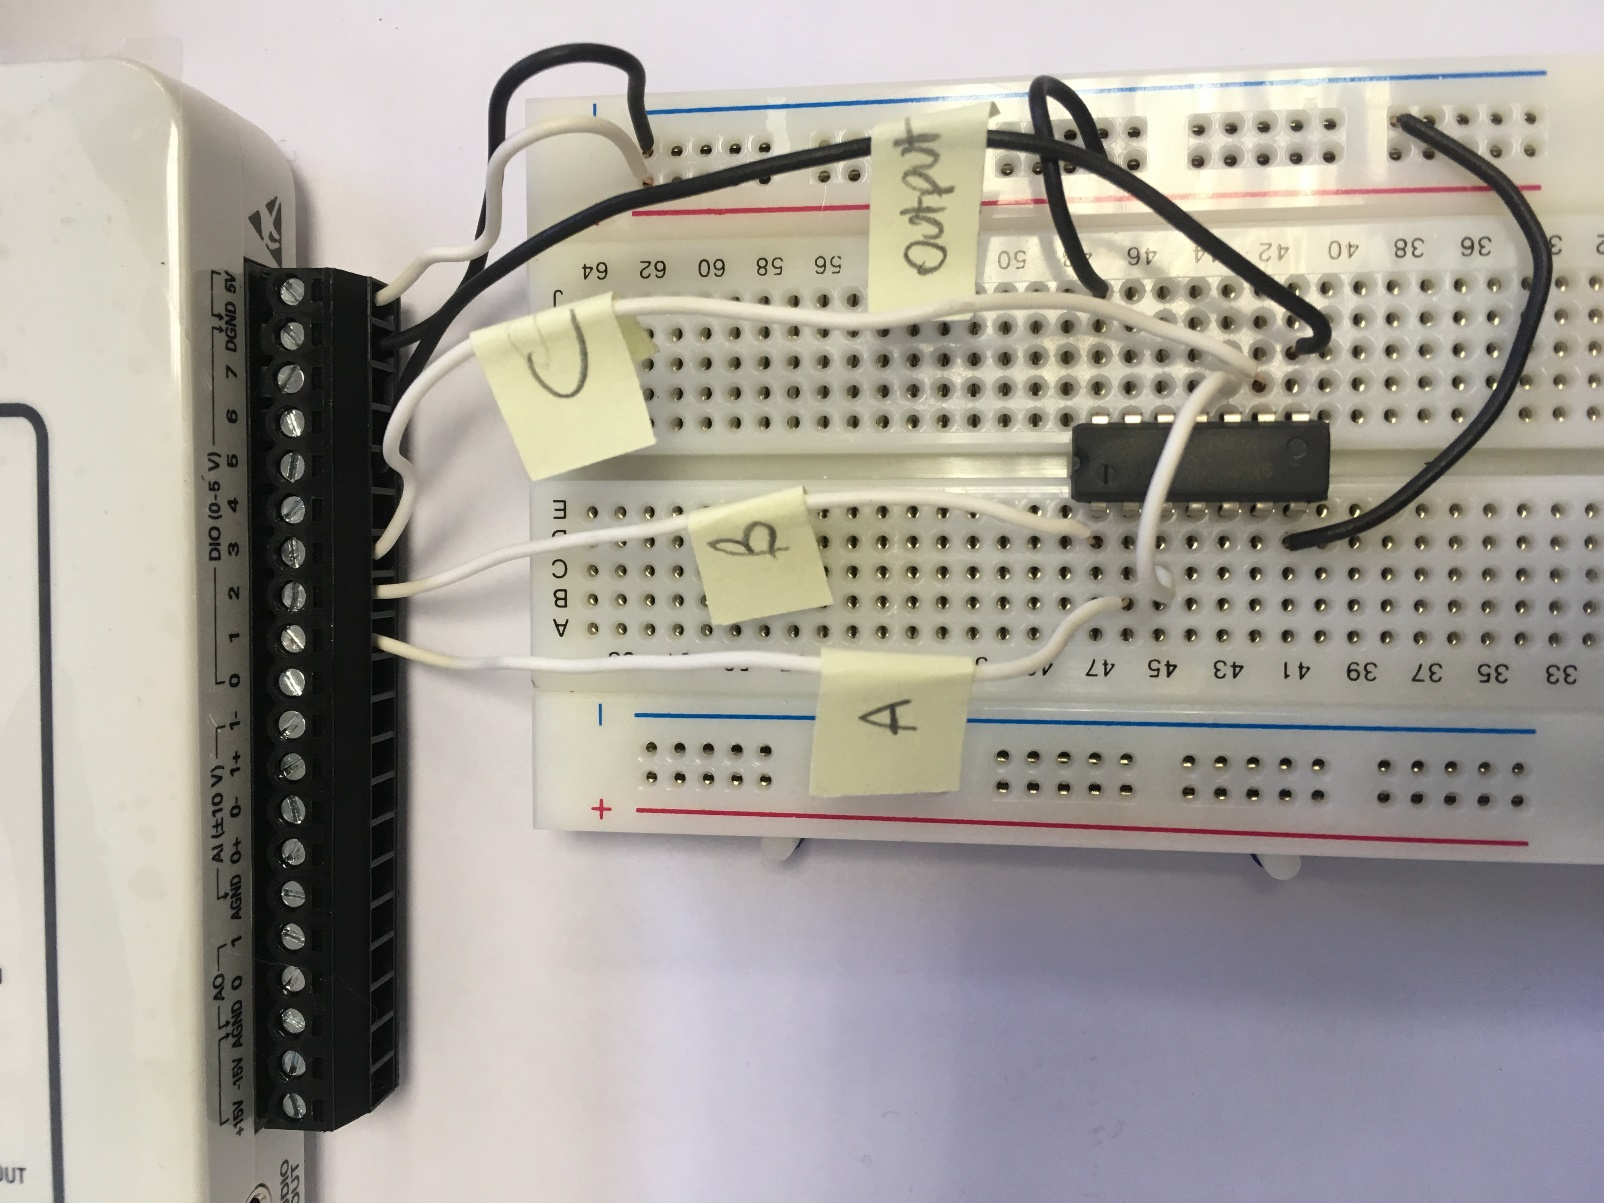 Output
C
B
A
5V
DGND
7
6
5
4
3
2
1
0
DIO (0-5 V)
1-
1+
0-
0+
AI (±10 V)
AGND
1
0
AO
AGND
-15V
+15V
OUT
64 62 60 58 56 50 46 42 40 38 36
J
E
C
B
A
47 45 43 41 39 37 35 33
−
+